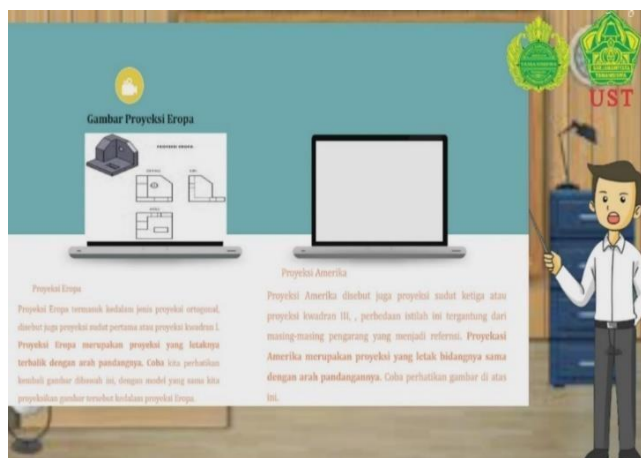 UST
Gambar Proyeksi Eropa
PROYEKSI EROPA
Proyeksi Eropa
Proyeksi Eropa termasuk kedalam jenis proyeksi ortogonal,
disebut juga proyeksi sudut pertama atau proyeksi kwadran I.
Proyeksi Eropa merupakan proyeksi yang letaknya
terbalik dengan arah pandangnya. Coba kita perhatikan
kembali gambar dibawah ini, dengan model yang sama kita
proyeksikan gambar tersebut kedalam proyeksi Eropa.
Proyeksi Amerika
Proyeksi Amerika disebut juga proyeksi sudut ketiga atau
proyeksi kwadran III, , perbedaan istilah ini tergantung dari
masing-masing pengarang yang menjadi refernsi. Proyekasi
Amerika merupakan proyeksi yang letak bidangnya sama
dengan arah pandangannya. Coba perhatikan gambar di atas
ini.